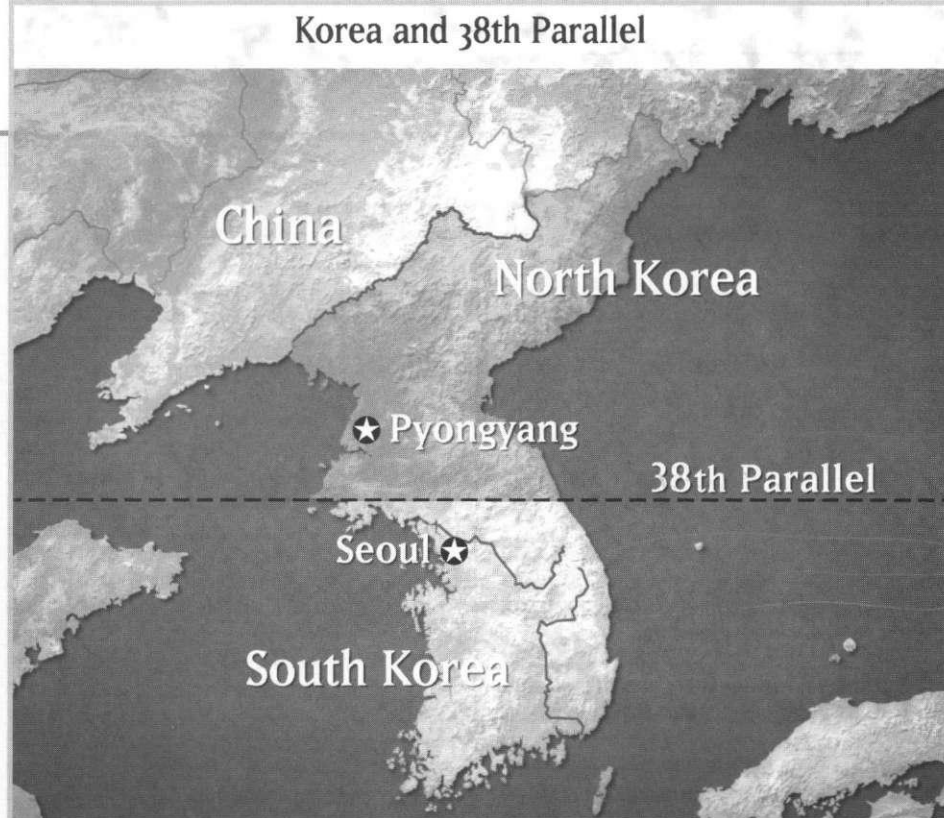 Korea and 38th Parallel
China
North Korea
Pyongyang
38th Parallel
Seoul
South Korea